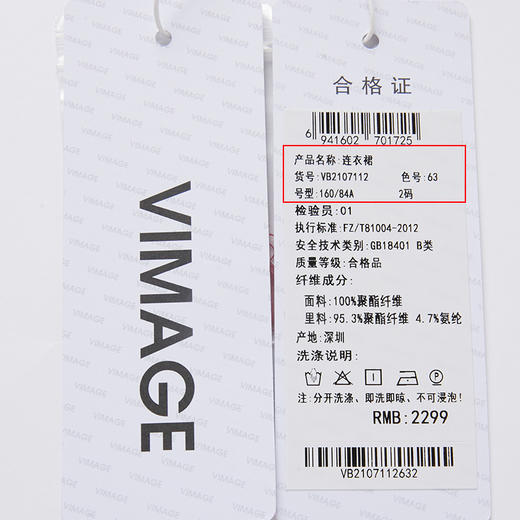 VIMAGE
合格证
6 941602 701725
产品名称:连衣裙
货号:VB2107112 色号:63
号型:160/84A 2码
检验员:01
执行标准:FZ/T81004-2012
安全技术类别:GB18401 B类
质量等级:合格品
纤维成分:
面料:100%聚酯纤维
里料:95.3%聚酯纤维 4.7%氨纶
产地:深圳
洗涤说明:
注:分开洗涤、即洗即晾、不可浸泡!
RMB:2299
VB2107112632